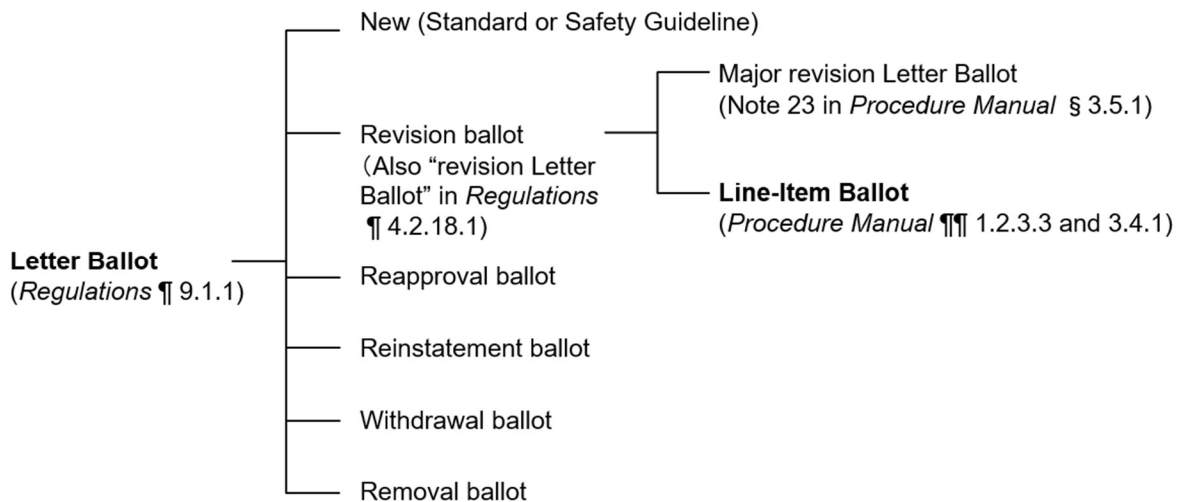 New (Standard or Safety Guideline)
Major revision Letter Ballot
(Note 23 in Procedure Manual § 3.5.1)
Revision ballot
（Also “revision Letter
Ballot” in Regulations
¶ 4.2.18.1)
Line-Item Ballot
(Procedure Manual ¶¶ 1.2.3.3 and 3.4.1)
Letter Ballot
(Regulations ¶ 9.1.1)
Reapproval ballot
Reinstatement ballot
Withdrawal ballot
Removal ballot